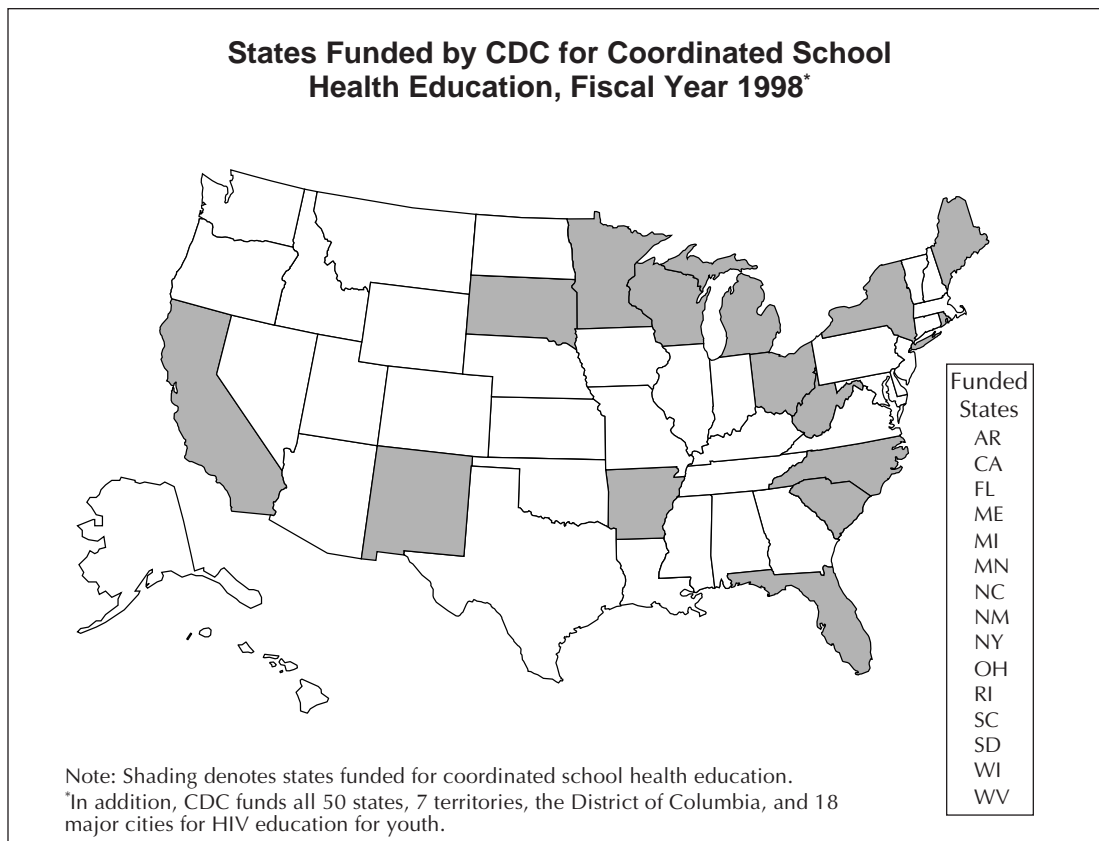 States Funded by CDC for Coordinated School
Health Education, Fiscal Year 1998*
Funded
States
AR
CA
FL
ME
MI
MN
NC
NM
NY
OH
RI
SC
SD
WI
WV
Note: Shading denotes states funded for coordinated school health education.
*In addition, CDC funds all 50 states, 7 territories, the District of Columbia, and 18
major cities for HIV education for youth.